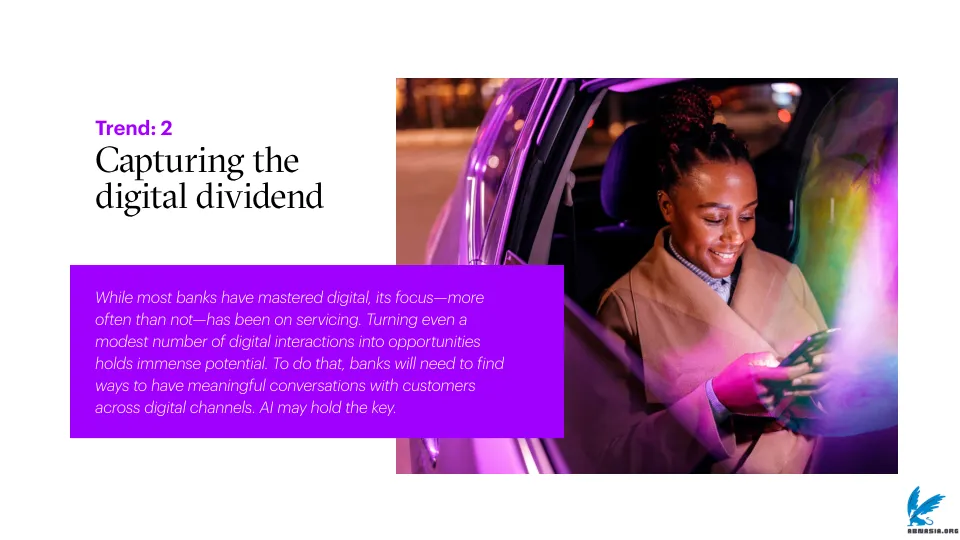 Trend: 2
Capturing the
digital dividend
While most banks have mastered digital, its focus—more
often than not—has been on servicing. Turning even a
modest number of digital interactions into opportunities
holds immense potential. To do that, banks will need to find
ways to have meaningful conversations with customers
across digital channels. AI may hold the key.
ABNASIA.ORG